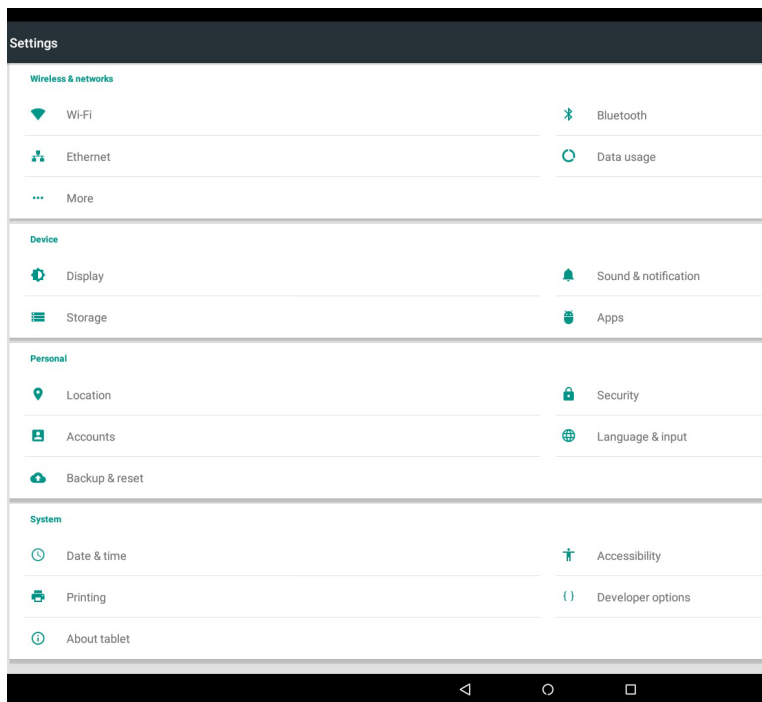 Settings
Wireless & networks
Wi-Fi
Bluetooth
Ethernet
Data usage
More
Device
Display
Sound & notification
Storage
Apps
Personal
Location
Security
Accounts
Language & input
Backup & reset
System
Date & time
Accessibility
Printing
Developer options
About tablet